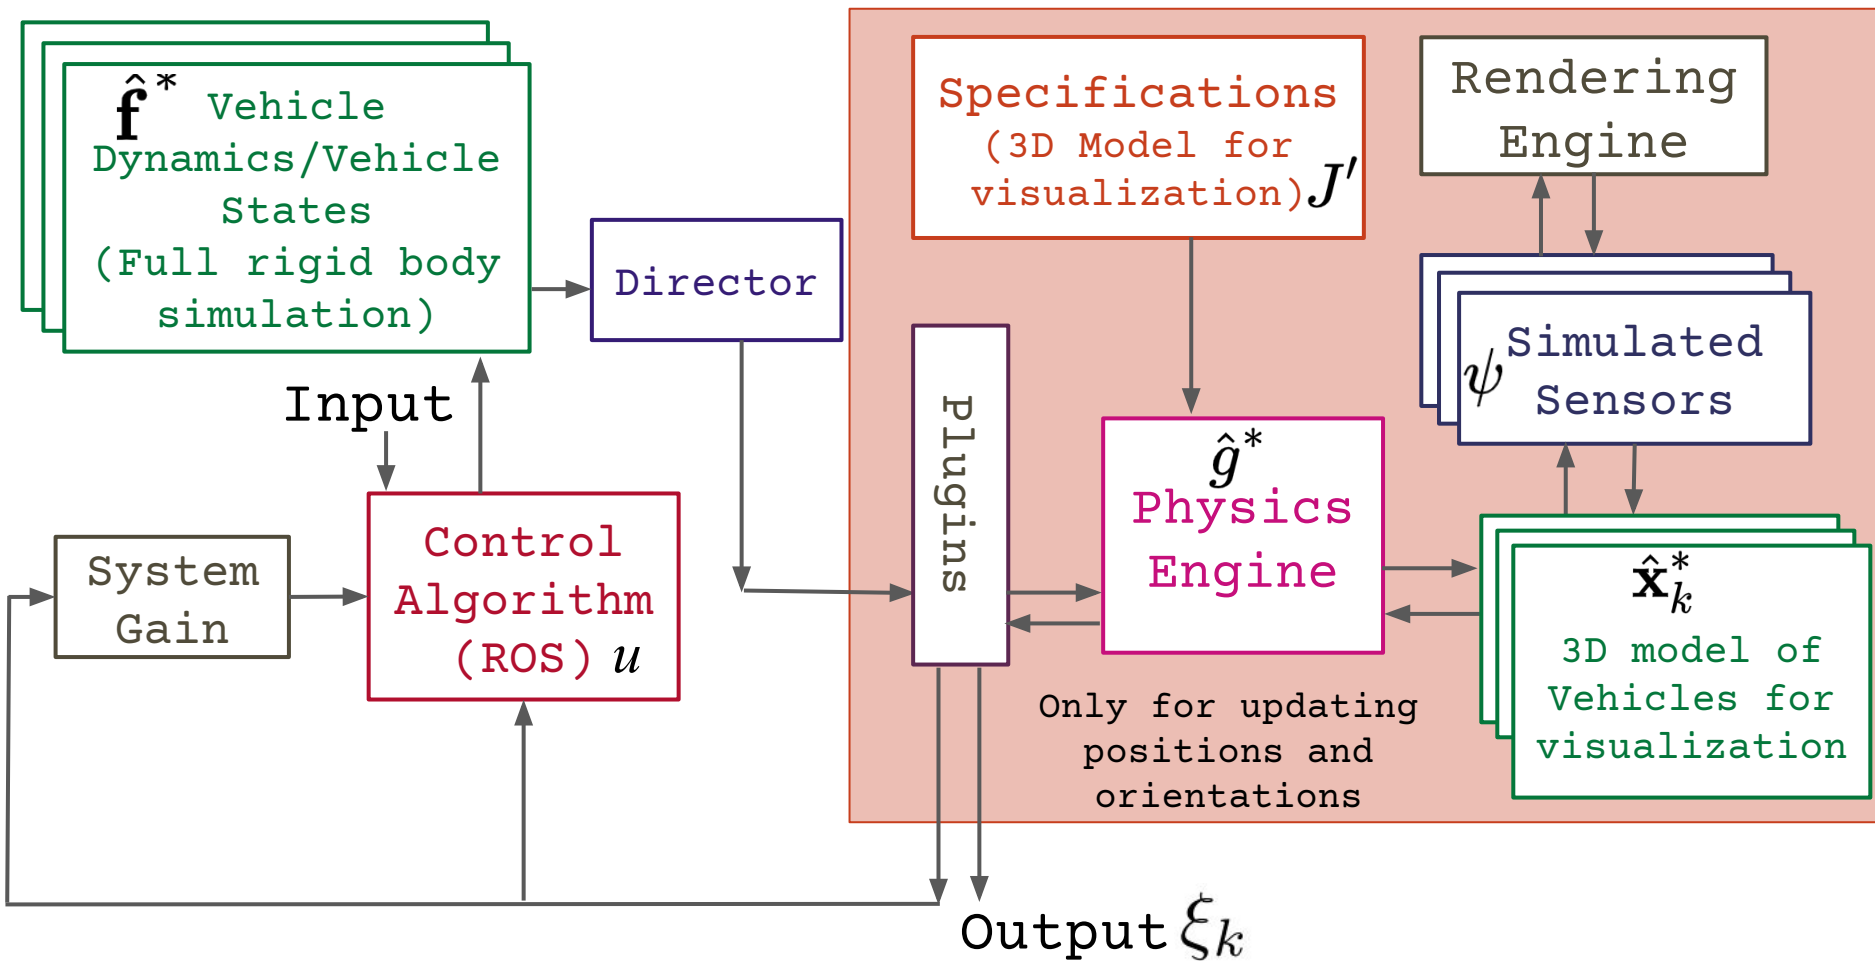 f̂* Vehicle
Dynamics/Vehicle
States
(Full rigid body
simulation)
Director
Input
System
Gain
Control
Algorithm
(ROS) u
Specifications
(3D Model for
visualization) J′
Rendering
Engine
ψ Simulated
Sensors
Plugins
ĝ*
Physics
Engine
x̂*ₖ
3D model of
Vehicles for
visualization
Only for updating
positions and
orientations
Output ξₖ